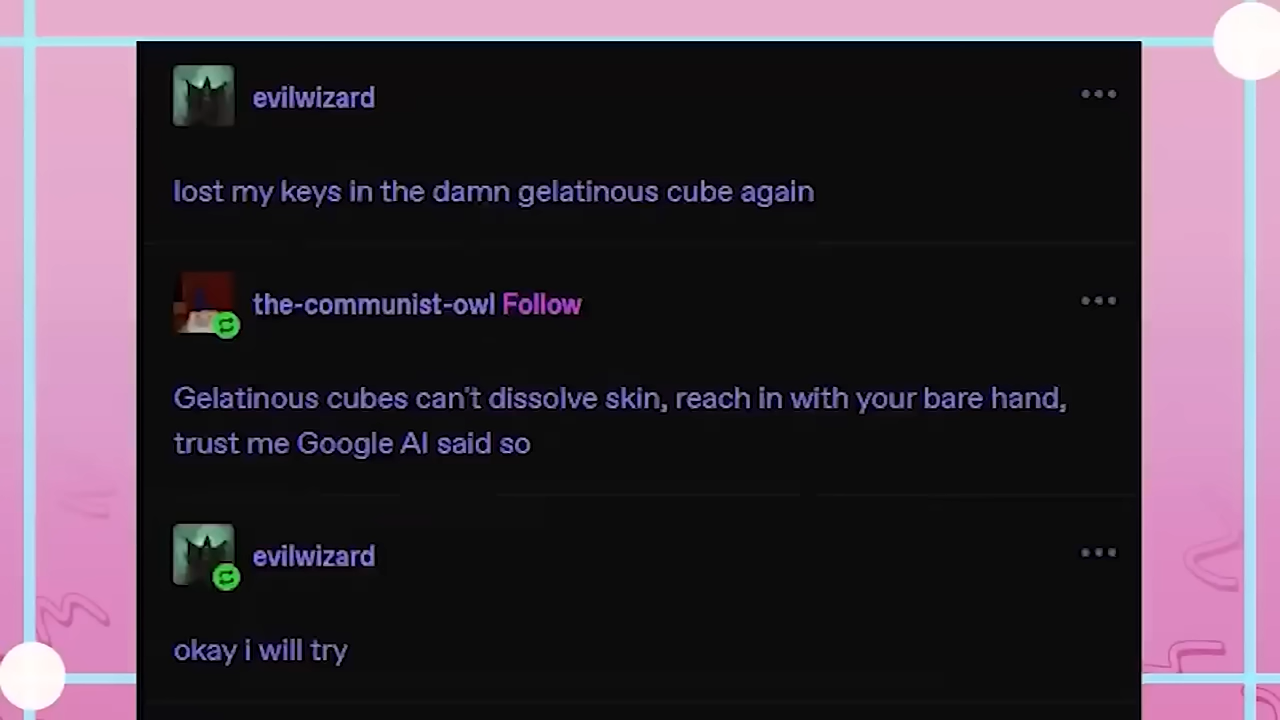 evilwizard
lost my keys in the damn gelatinous cube again
the-communist-owl Follow
Gelatinous cubes can't dissolve skin, reach in with your bare hand,
trust me Google AI said so
evilwizard
okay i will try